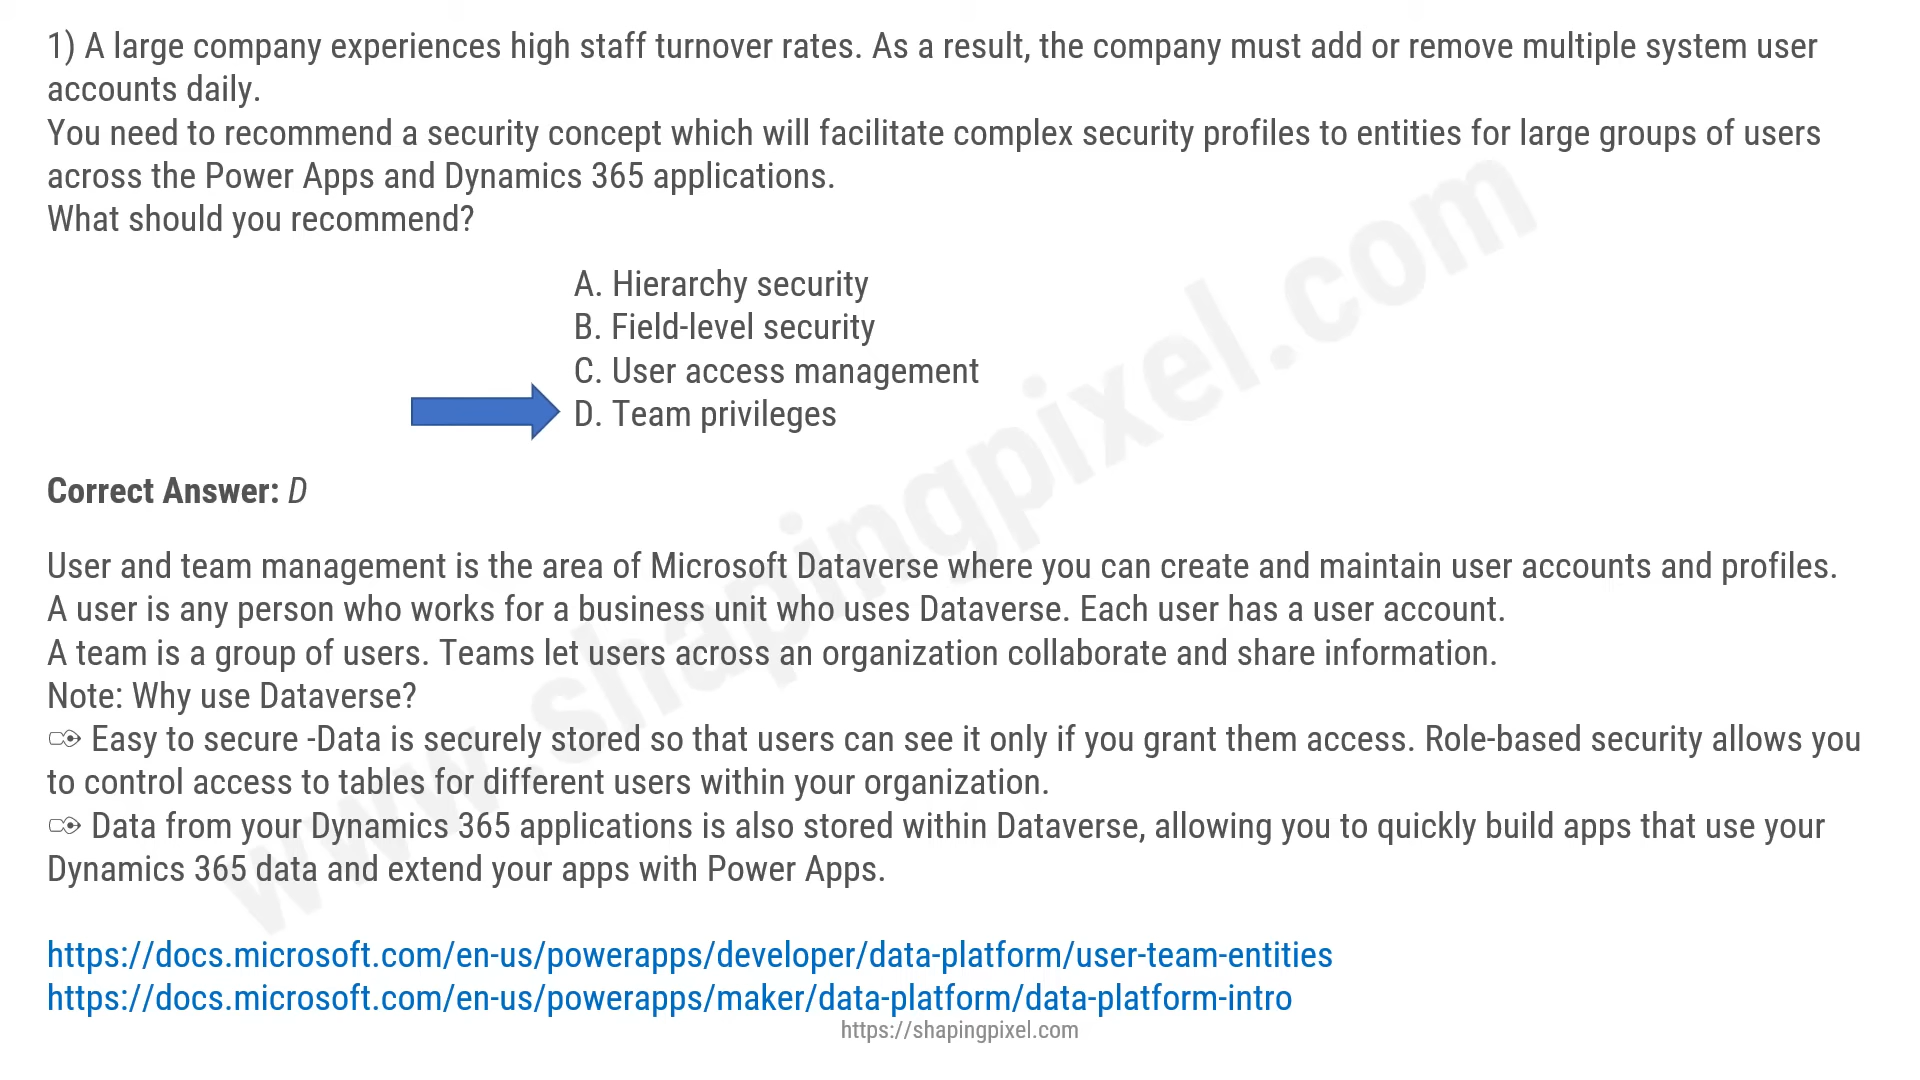 1) A large company experiences high staff turnover rates. As a result, the company must add or remove multiple system user
accounts daily.
You need to recommend a security concept which will facilitate complex security profiles to entities for large groups of users
across the Power Apps and Dynamics 365 applications.
What should you recommend?
A. Hierarchy security
B. Field-level security
C. User access management
D. Team privileges
Correct Answer: D
User and team management is the area of Microsoft Dataverse where you can create and maintain user accounts and profiles.
A user is any person who works for a business unit who uses Dataverse. Each user has a user account.
A team is a group of users. Teams let users across an organization collaborate and share information.
Note: Why use Dataverse?
Easy to secure -Data is securely stored so that users can see it only if you grant them access. Role-based security allows you
to control access to tables for different users within your organization.
Data from your Dynamics 365 applications is also stored within Dataverse, allowing you to quickly build apps that use your
Dynamics 365 data and extend your apps with Power Apps.
https://docs.microsoft.com/en-us/powerapps/developer/data-platform/user-team-entities
https://docs.microsoft.com/en-us/powerapps/maker/data-platform/data-platform-intro
https://shapingpixel.com
www.shapingpixel.com